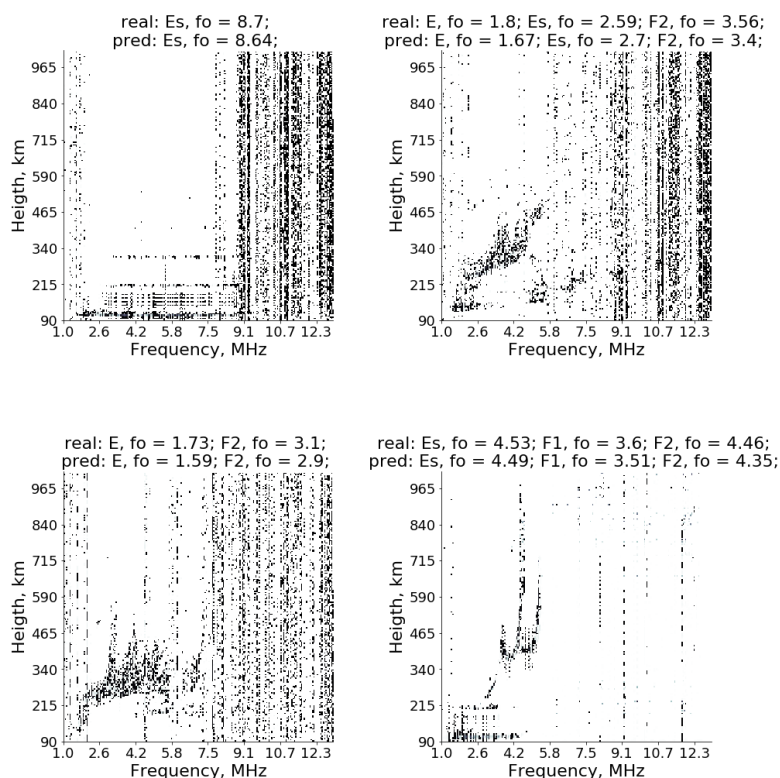 real: Es, fo = 8.7;
pred: Es, fo = 8.64;
965
840
715
590
465
340
215
90
Heigth, km
1.0 2.6 4.2 5.8 7.4 9.1 10.7 12.3
Frequency, MHz
real: E, fo = 1.8; Es, fo = 2.59; F2, fo = 3.56;
pred: E, fo = 1.67; Es, fo = 2.7; F2, fo = 3.4;
965
840
715
590
465
340
215
90
Heigth, km
1.0 2.6 4.2 5.8 7.4 9.1 10.7 12.3
Frequency, MHz
real: E, fo = 1.73; F2, fo = 3.1;
pred: E, fo = 1.59; F2, fo = 2.9;
965
840
715
590
465
340
215
90
Heigth, km
1.0 2.6 4.2 5.8 7.4 9.1 10.7 12.3
Frequency, MHz
real: Es, fo = 4.53; F1, fo = 3.6; F2, fo = 4.46;
pred: Es, fo = 4.49; F1, fo = 3.51; F2, fo = 4.35;
965
840
715
590
465
340
215
90
Heigth, km
1.0 2.6 4.2 5.8 7.4 9.1 10.7 12.3
Frequency, MHz